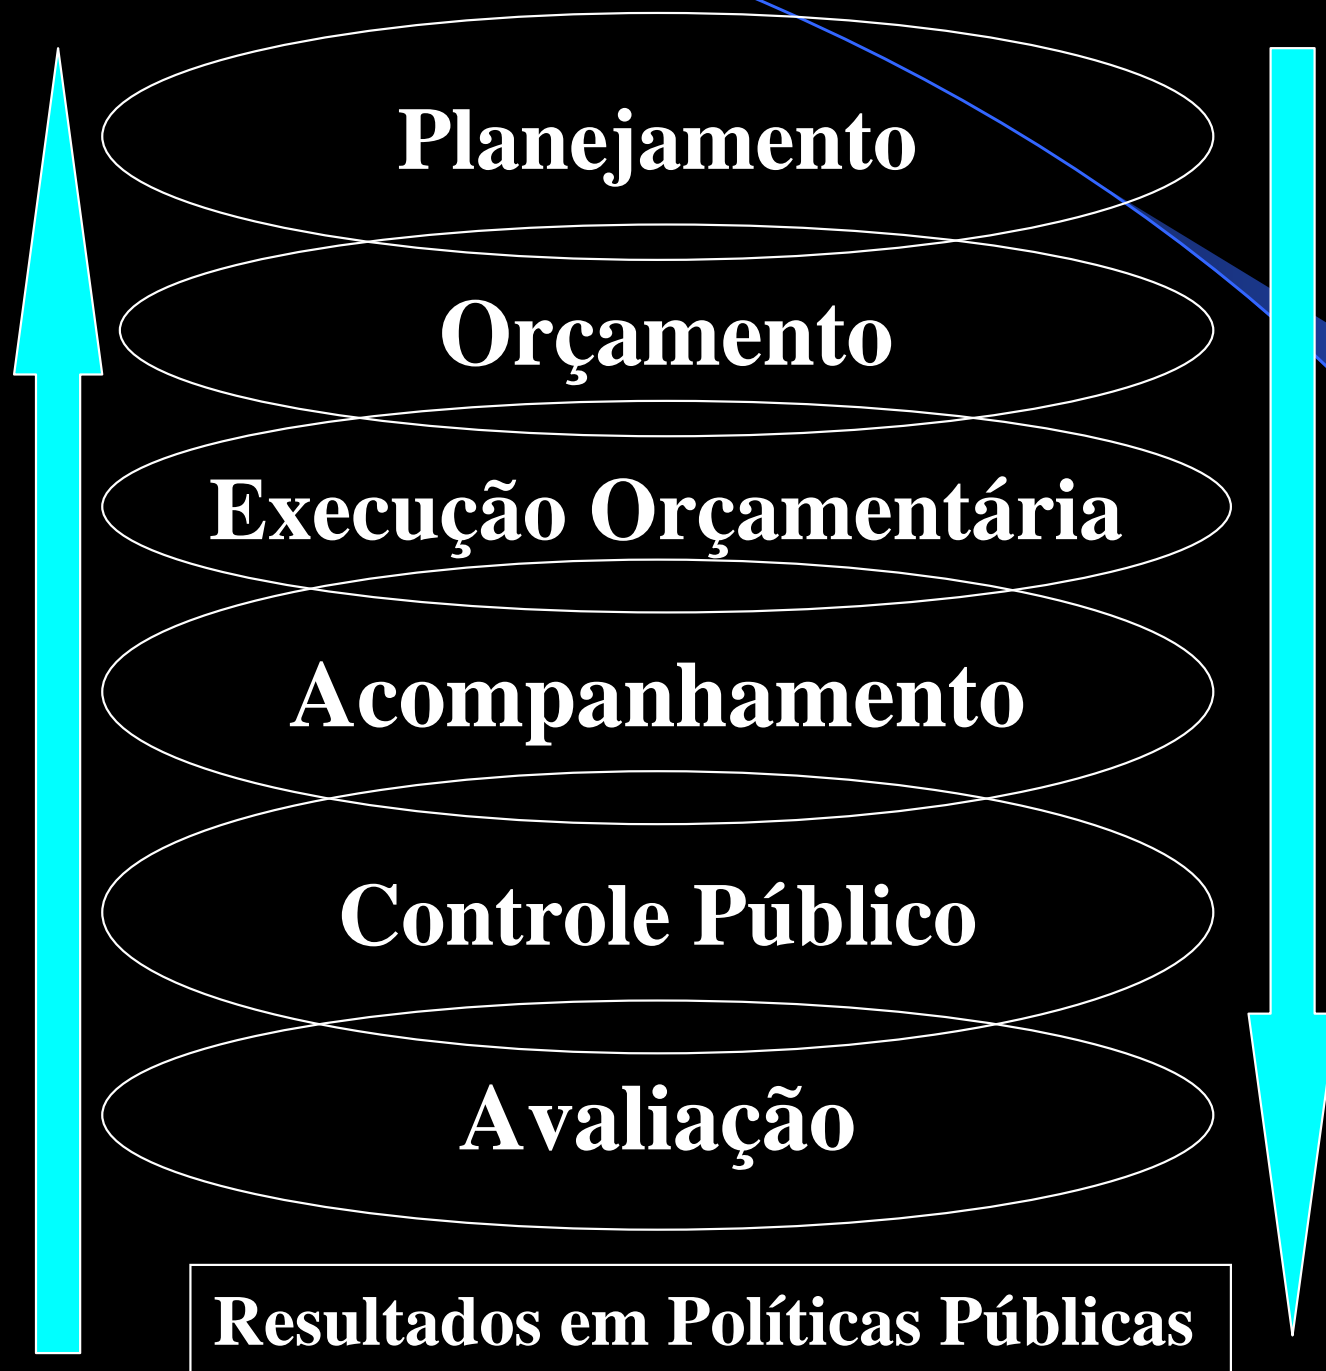 Planejamento
Orçamento
Execução Orçamentária
Acompanhamento
Controle Público
Avaliação
Resultados em Políticas Públicas